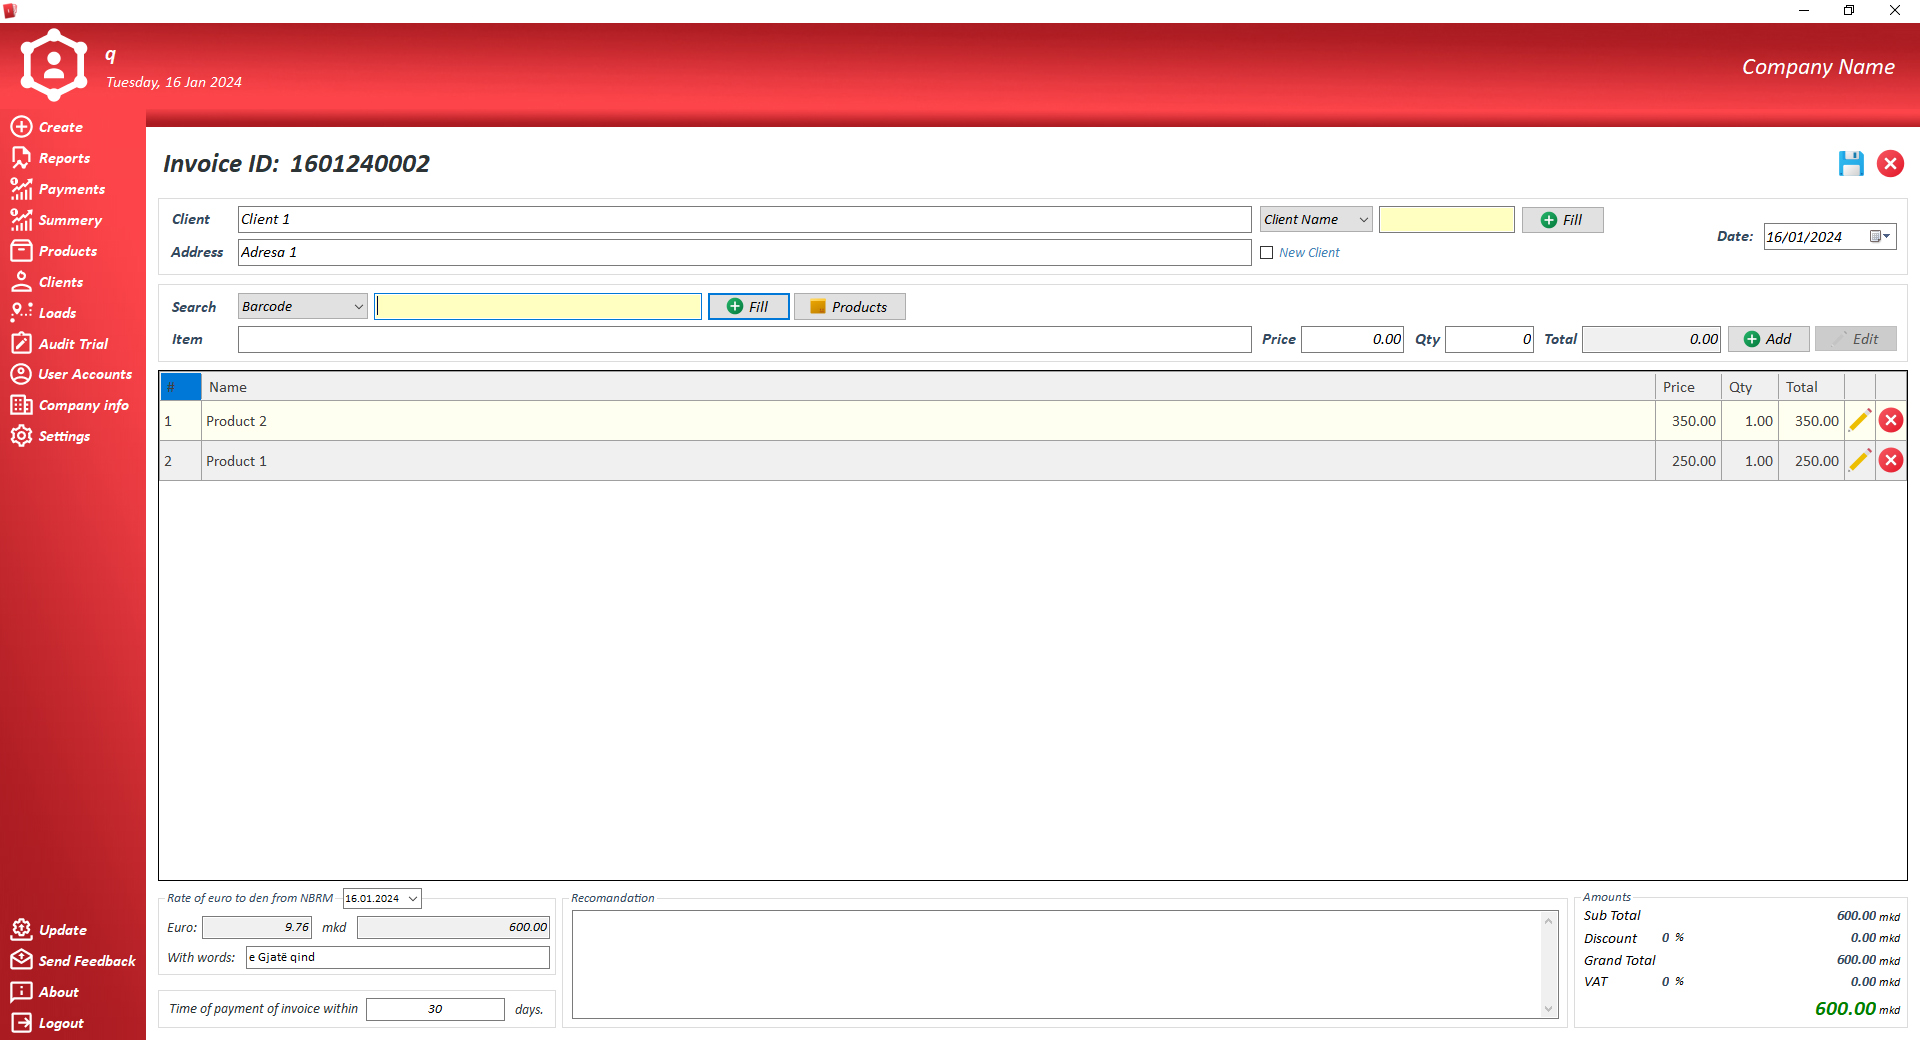 q
Tuesday, 16 Jan 2024
Company Name
Create
Reports
Payments
Summery
Products
Clients
Loads
Audit Trial
User Accounts
Company info
Settings
Update
Send Feedback
About
Logout
Invoice ID: 1601240002
Client Client 1 Client Name Fill
Address Adresa 1 New Client
Date: 16/01/2024
Search Barcode Fill Products
Item Price 0.00 Qty 0 Total 0.00 Add Edit
# Name Price Qty Total
1 Product 2 350.00 1.00 350.00
2 Product 1 250.00 1.00 250.00
Rate of euro to den from NBRM 16.01.2024
Euro: 9.76 mkd 600.00
With words: e Gjatë qind
Time of payment of invoice within 30 days.
Recomandation
Amounts
Sub Total 600.00 mkd
Discount 0 % 0.00 mkd
Grand Total 600.00 mkd
VAT 0 % 0.00 mkd
600.00 mkd